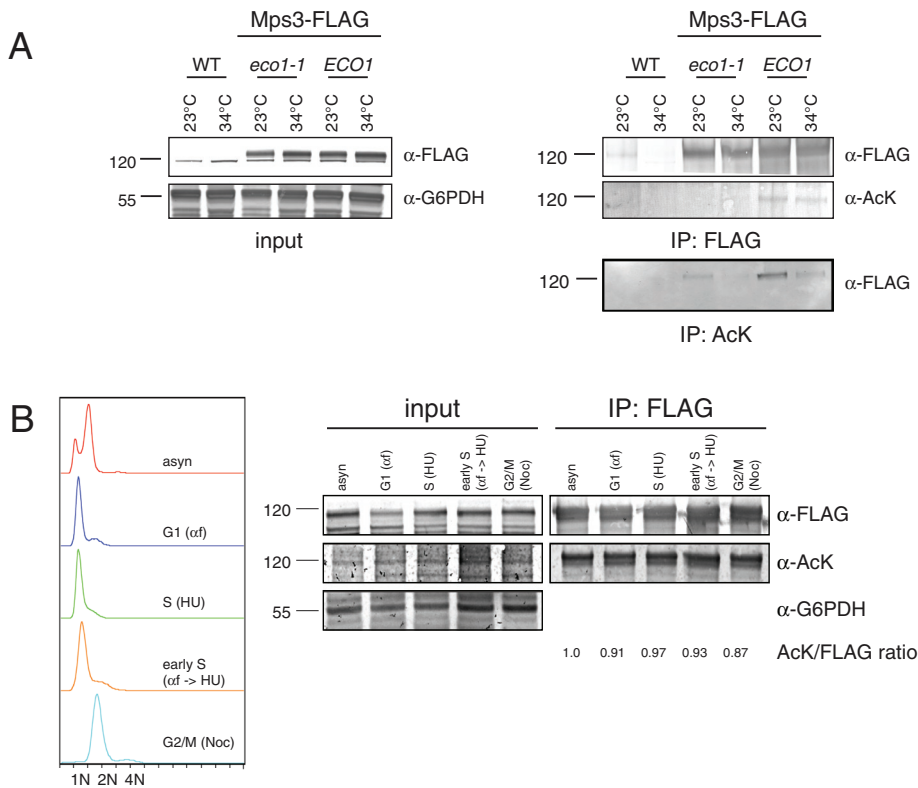 A
Mps3-FLAG
WT eco1-1 ECO1
23°C 34°C 23°C 34°C 23°C 34°C
120 α-FLAG
55 α-G6PDH
input
Mps3-FLAG
WT eco1-1 ECO1
23°C 34°C 23°C 34°C 23°C 34°C
120 α-FLAG
120 α-AcK
IP: FLAG
120 α-FLAG
IP: AcK
B
asyn
G1 (αf)
S (HU)
early S
(αf -> HU)
G2/M (Noc)
1N 2N 4N
input IP: FLAG
asyn G1 (αf) S (HU) early S (αf -> HU) G2/M (Noc) asyn G1 (αf) S (HU) early S (αf -> HU) G2/M (Noc)
120 α-FLAG
120 α-AcK
55 α-G6PDH
1.0 0.91 0.97 0.93 0.87 AcK/FLAG ratio